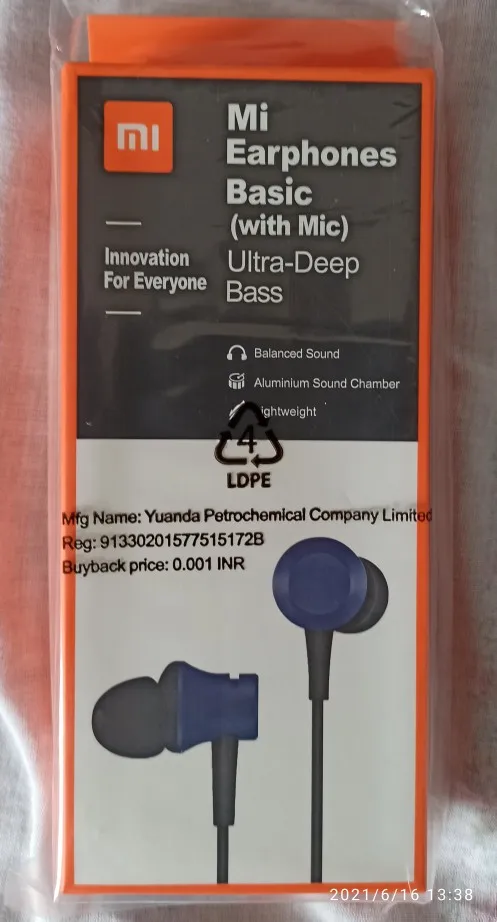 mi
Mi
Earphones
Basic
(with Mic)
Innovation
For Everyone
Ultra-Deep
Bass
Balanced Sound
Aluminium Sound Chamber
ightweight
4
LDPE
Mfg Name: Yuanda Petrochemical Company Limited
Reg: 91330201577515172B
Buyback price: 0.001 INR
2021/6/16 13:38